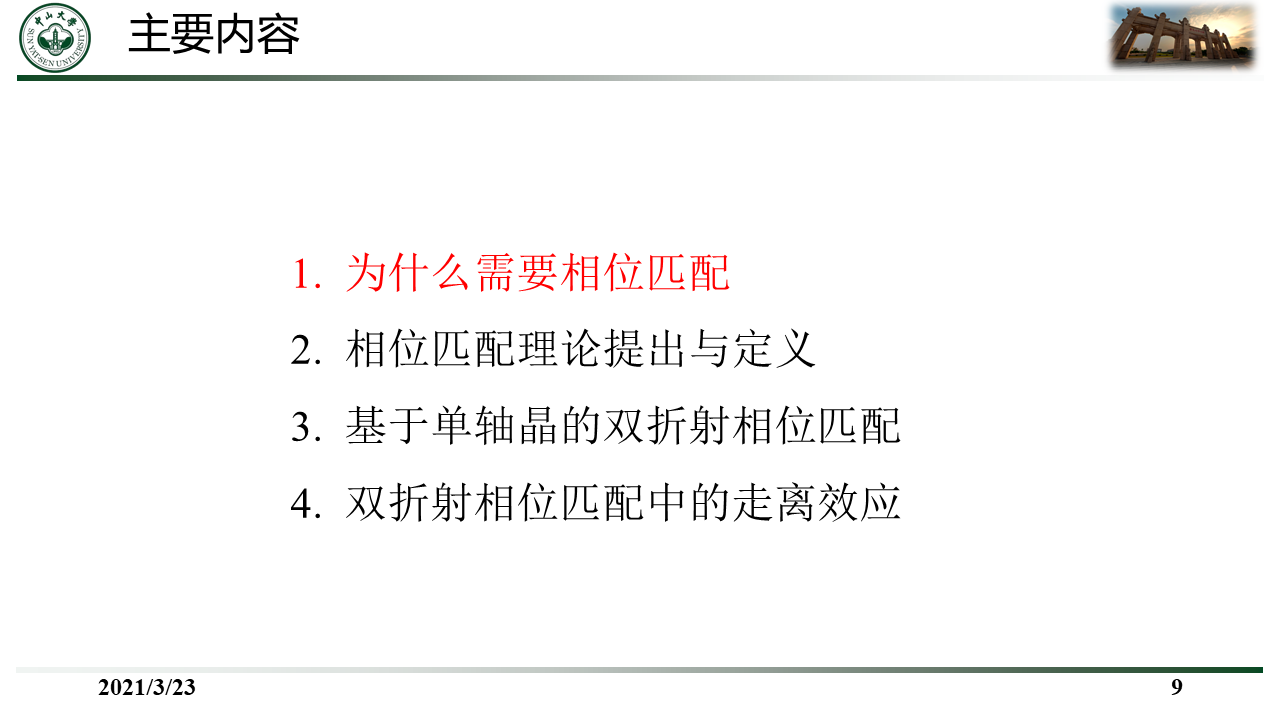 中山大学
SUN YAT-SEN UNIVERSITY
主要内容
1. 为什么需要相位匹配
2. 相位匹配理论提出与定义
3. 基于单轴晶的双折射相位匹配
4. 双折射相位匹配中的走离效应
2021/3/23
9